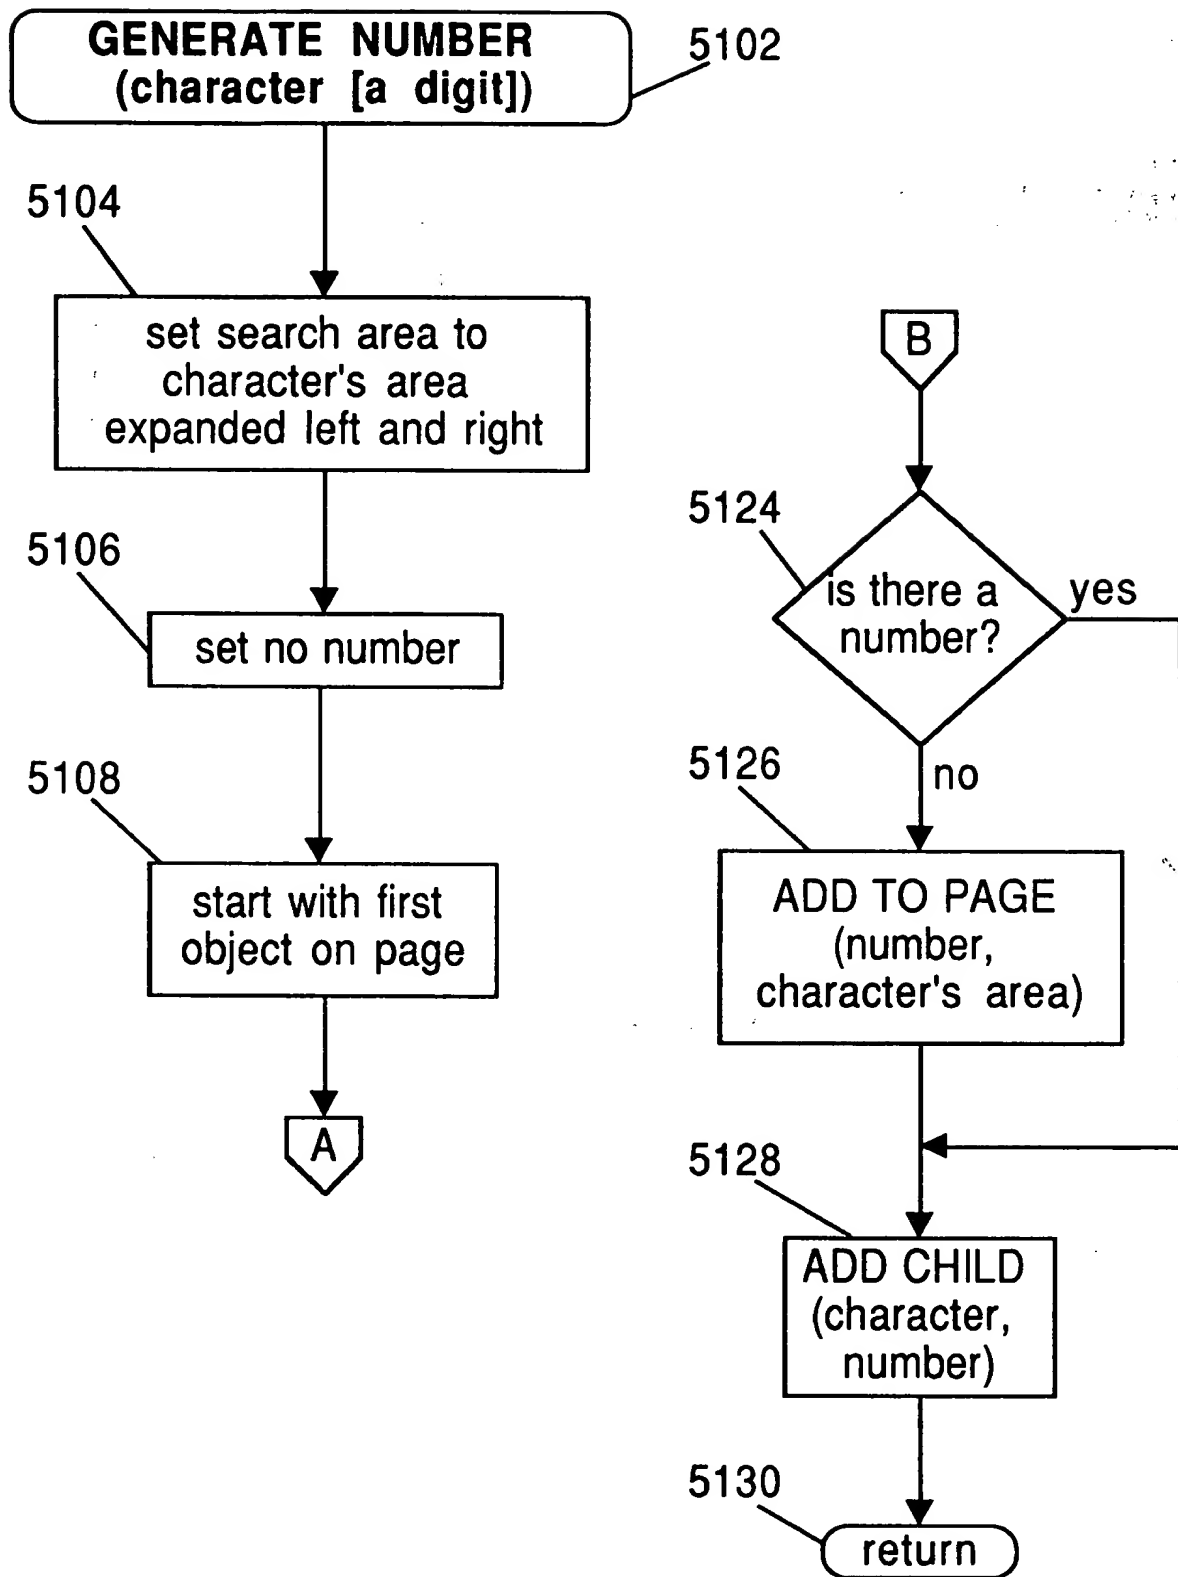 GENERATE NUMBER
(character [a digit])
5102
5104
set search area to
character's area
expanded left and right
5106
set no number
5108
start with first
object on page
A
B
5124
is there a
number?
yes
no
5126
ADD TO PAGE
(number,
character's area)
5128
ADD CHILD
(character,
number)
5130
return